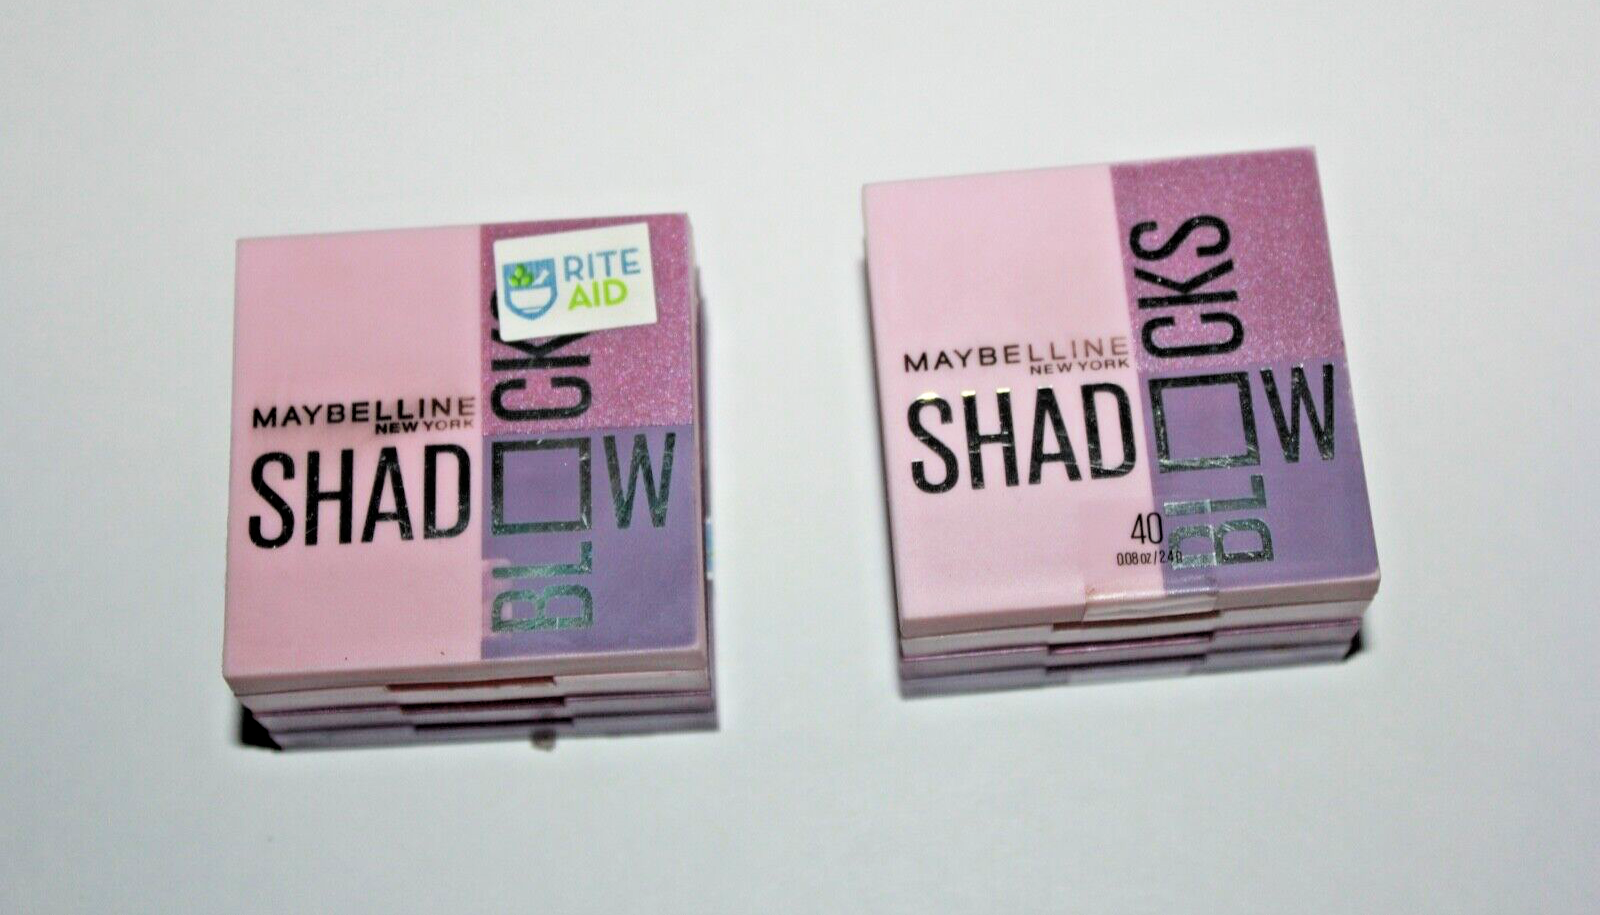 RITE
AID
MAYBELLINE
NEW YORK
SHADOW
BLOCKS
MAYBELLINE
NEW YORK
SHADOW
BLOCKS
40
0.08 oz / 2.4 g